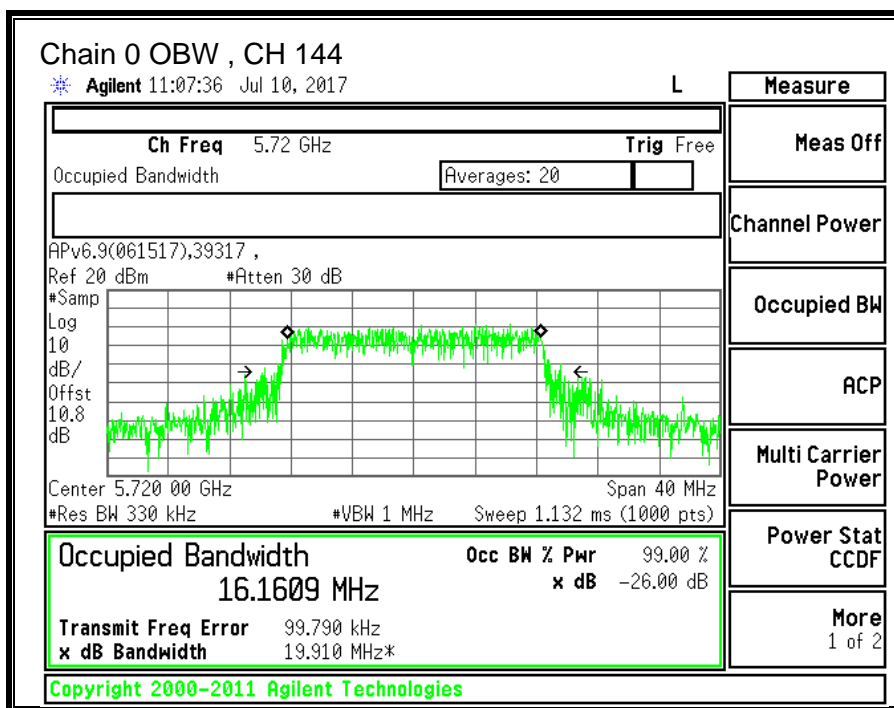 Chain 0 OBW , CH 144
Agilent 11:07:36 Jul 10, 2017 L
Measure
Ch Freq 5.72 GHz Trig Free
Meas Off
Occupied Bandwidth Averages: 20
Channel Power
APv6.9(061517),39317 ,
Ref 20 dBm #Atten 30 dB
#Samp
Log
10
dB/
Offst
10.8
dB
Occupied BW
ACP
Multi Carrier
Power
Center 5.720 00 GHz Span 40 MHz
#Res BW 330 kHz #VBW 1 MHz Sweep 1.132 ms (1000 pts)
Power Stat
CCDF
Occupied Bandwidth Occ BW % Pwr 99.00 %
16.1609 MHz x dB -26.00 dB
Transmit Freq Error 99.790 kHz
x dB Bandwidth 19.910 MHz*
More
1 of 2
Copyright 2000-2011 Agilent Technologies